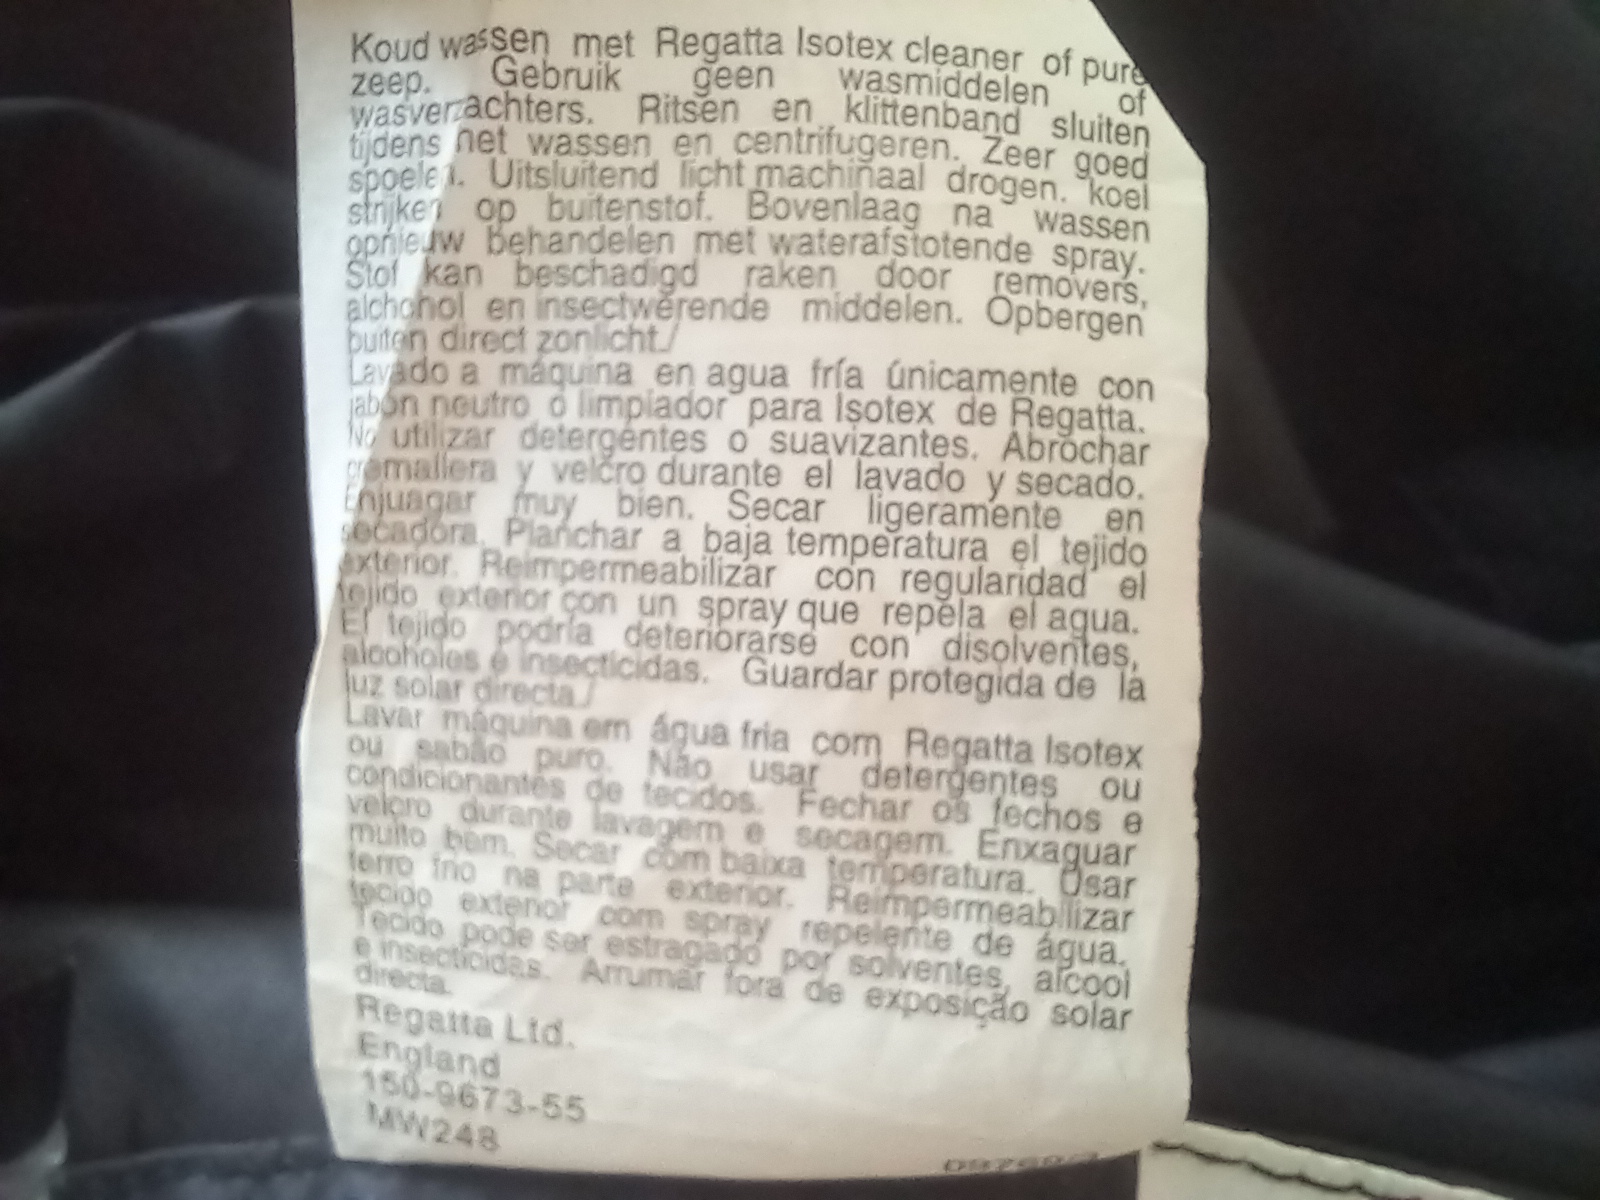 Koud wassen met Regatta Isotex cleaner of pure
zeep. Gebruik geen wasmiddelen of
wasverzachters. Ritsen en klittenband sluiten
tijdens het wassen en centrifugeren. Zeer goed
spoelen. Uitsluitend licht machinaal drogen. koel
strijken op buitenstof. Bovenlaag na wassen
opnieuw behandelen met waterafstotende spray.
Stof kan beschadigd raken door removers,
alchohol en insectwerende middelen. Opbergen
buiten direct zonlicht./
Lavado a máquina en agua fría únicamente con
jabón neutro o limpiador para Isotex de Regatta.
No utilizar detergentes o suavizantes. Abrochar
cremallera y velcro durante el lavado y secado.
Enjuagar muy bien. Secar ligeramente en
secadora. Planchar a baja temperatura el tejido
exterior. Reimpermeabilizar con regularidad el
tejido exterior con un spray que repela el agua.
El tejido podría deteriorarse con disolventes,
alcoholes e insecticidas. Guardar protegida de la
luz solar directa./
Lavar máquina em água fria com Regatta Isotex
ou sabão puro. Não usar detergentes ou
condicionantes de tecidos. Fechar os fechos e
velcro durante lavagem e secagem. Enxaguar
muito bem. Secar com baixa temperatura. Usar
ferro frio na parte exterior. Reimpermeabilizar
tecido exterior com spray repelente de água.
Tecido pode ser estragado por solventes, alcool
e insecticidas. Arrumar fora de exposição solar
directa.
Regatta Ltd.
England
150-9673-55
MW248